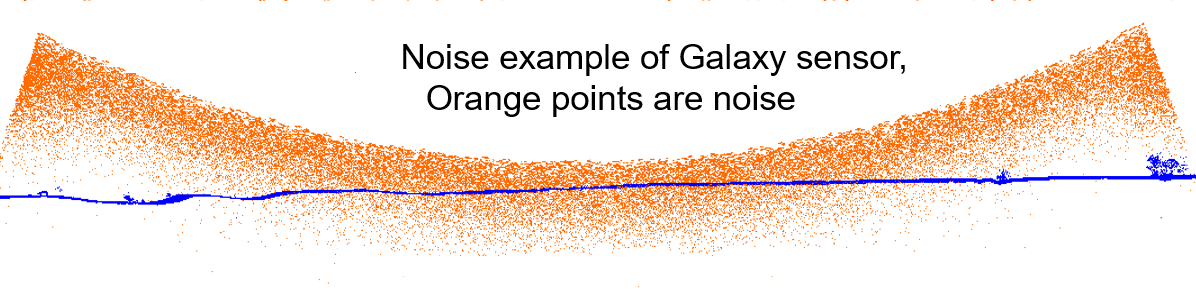 Noise example of Galaxy sensor,
Orange points are noise